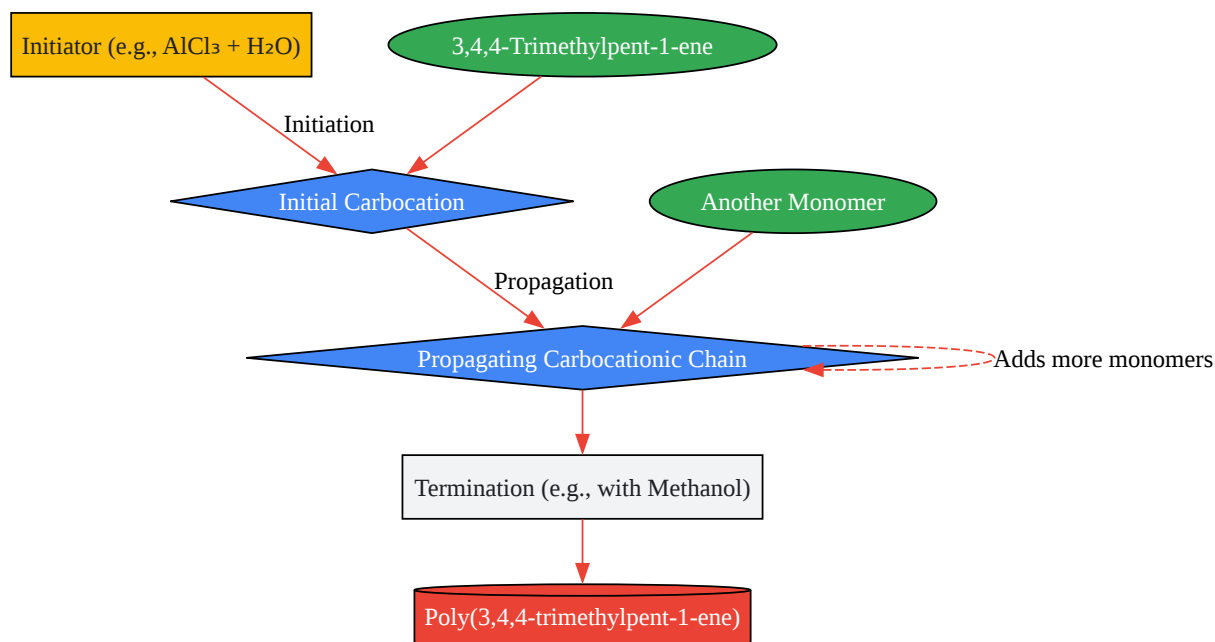 Initiator (e.g., AlCl₃ + H₂O)
3,4,4-Trimethylpent-1-ene
Initiation
Initial Carbocation
Another Monomer
Propagation
Propagating Carbocationic Chain
Adds more monomers
Termination (e.g., with Methanol)
Poly(3,4,4-trimethylpent-1-ene)